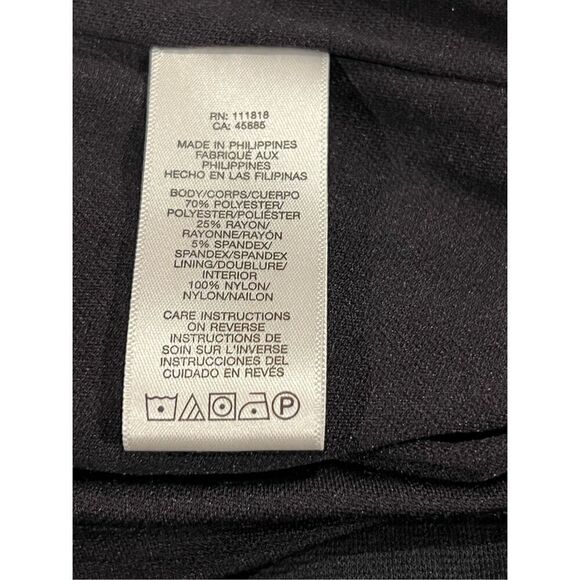 RN: 111818
CA: 45885
MADE IN PHILIPPINES
FABRIQUÉ AUX
PHILIPPINES
HECHO EN LAS FILIPINAS
BODY/CORPS/CUERPO
70% POLYESTER/
POLYESTER/POLIÉSTER
25% RAYON/
RAYONNE/RAYÓN
5% SPANDEX/
SPANDEX/SPANDEX
LINING/DOUBLURE/
INTERIOR
100% NYLON/
NYLON/NAILON
CARE INSTRUCTIONS
ON REVERSE
INSTRUCTIONS DE
SOIN SUR L'INVERSE
INSTRUCCIONES DEL
CUIDADO EN REVÉS
P